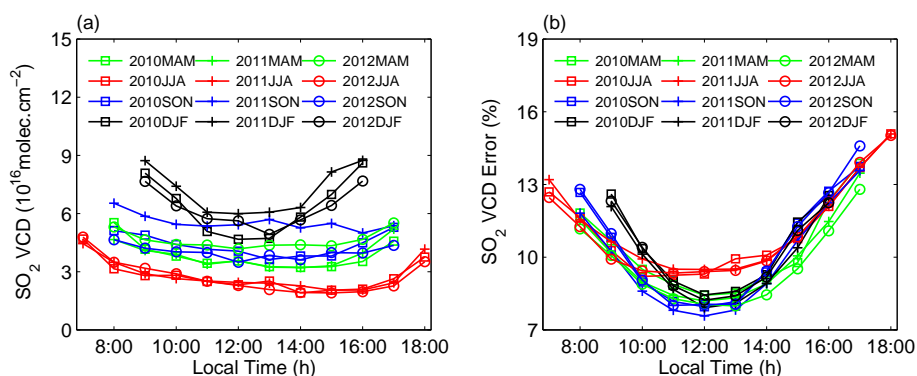 (a)
SO2 VCD (10^16 molec.cm^−2)
15
12
9
6
3
0
2010MAM 2011MAM 2012MAM
2010JJA 2011JJA 2012JJA
2010SON 2011SON 2012SON
2010DJF 2011DJF 2012DJF
8:00 10:00 12:00 14:00 16:00 18:00
Local Time (h)
(b)
SO2 VCD Error (%)
19
16
13
10
7
2010MAM 2011MAM 2012MAM
2010JJA 2011JJA 2012JJA
2010SON 2011SON 2012SON
2010DJF 2011DJF 2012DJF
8:00 10:00 12:00 14:00 16:00 18:00
Local Time (h)